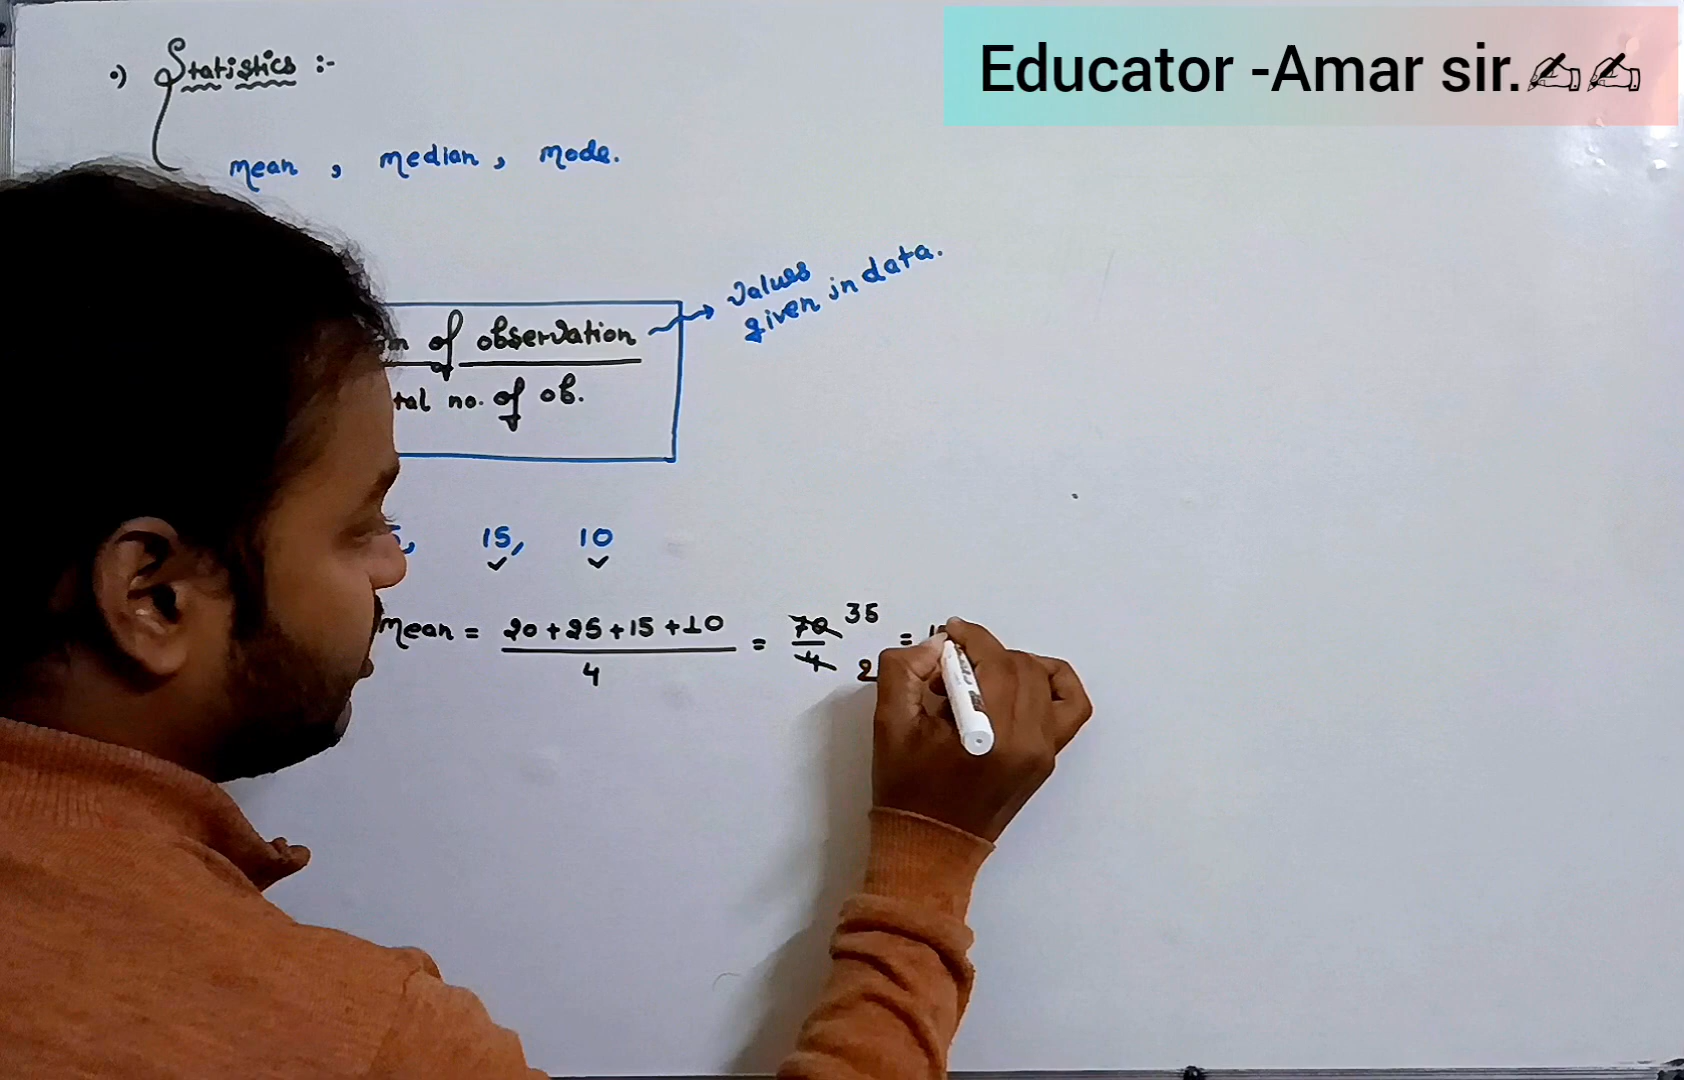 Educator -Amar sir.✍✍
•) Statistics :-
mean , median , mode.
of observation
values
given in data.
no. of ob.
15, 10
mean = 20 + 25 + 15 + 10 / 4 = 70 / 4 35 / 2 =